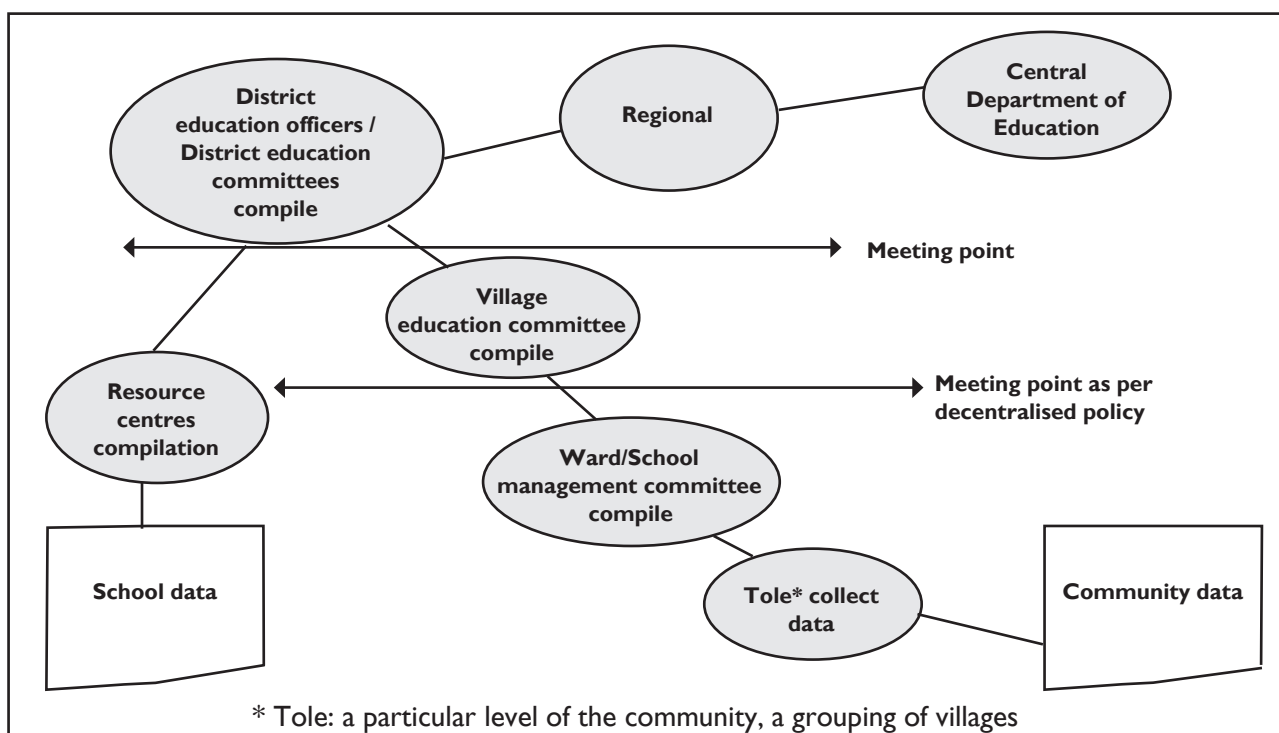 District
education officers /
District education
committees
compile
Regional
Central
Department of
Education
Meeting point
Village
education committee
compile
Resource
centres
compilation
Meeting point as per
decentralised policy
Ward/School
management committee
compile
School data
Tole* collect
data
Community data
* Tole: a particular level of the community, a grouping of villages